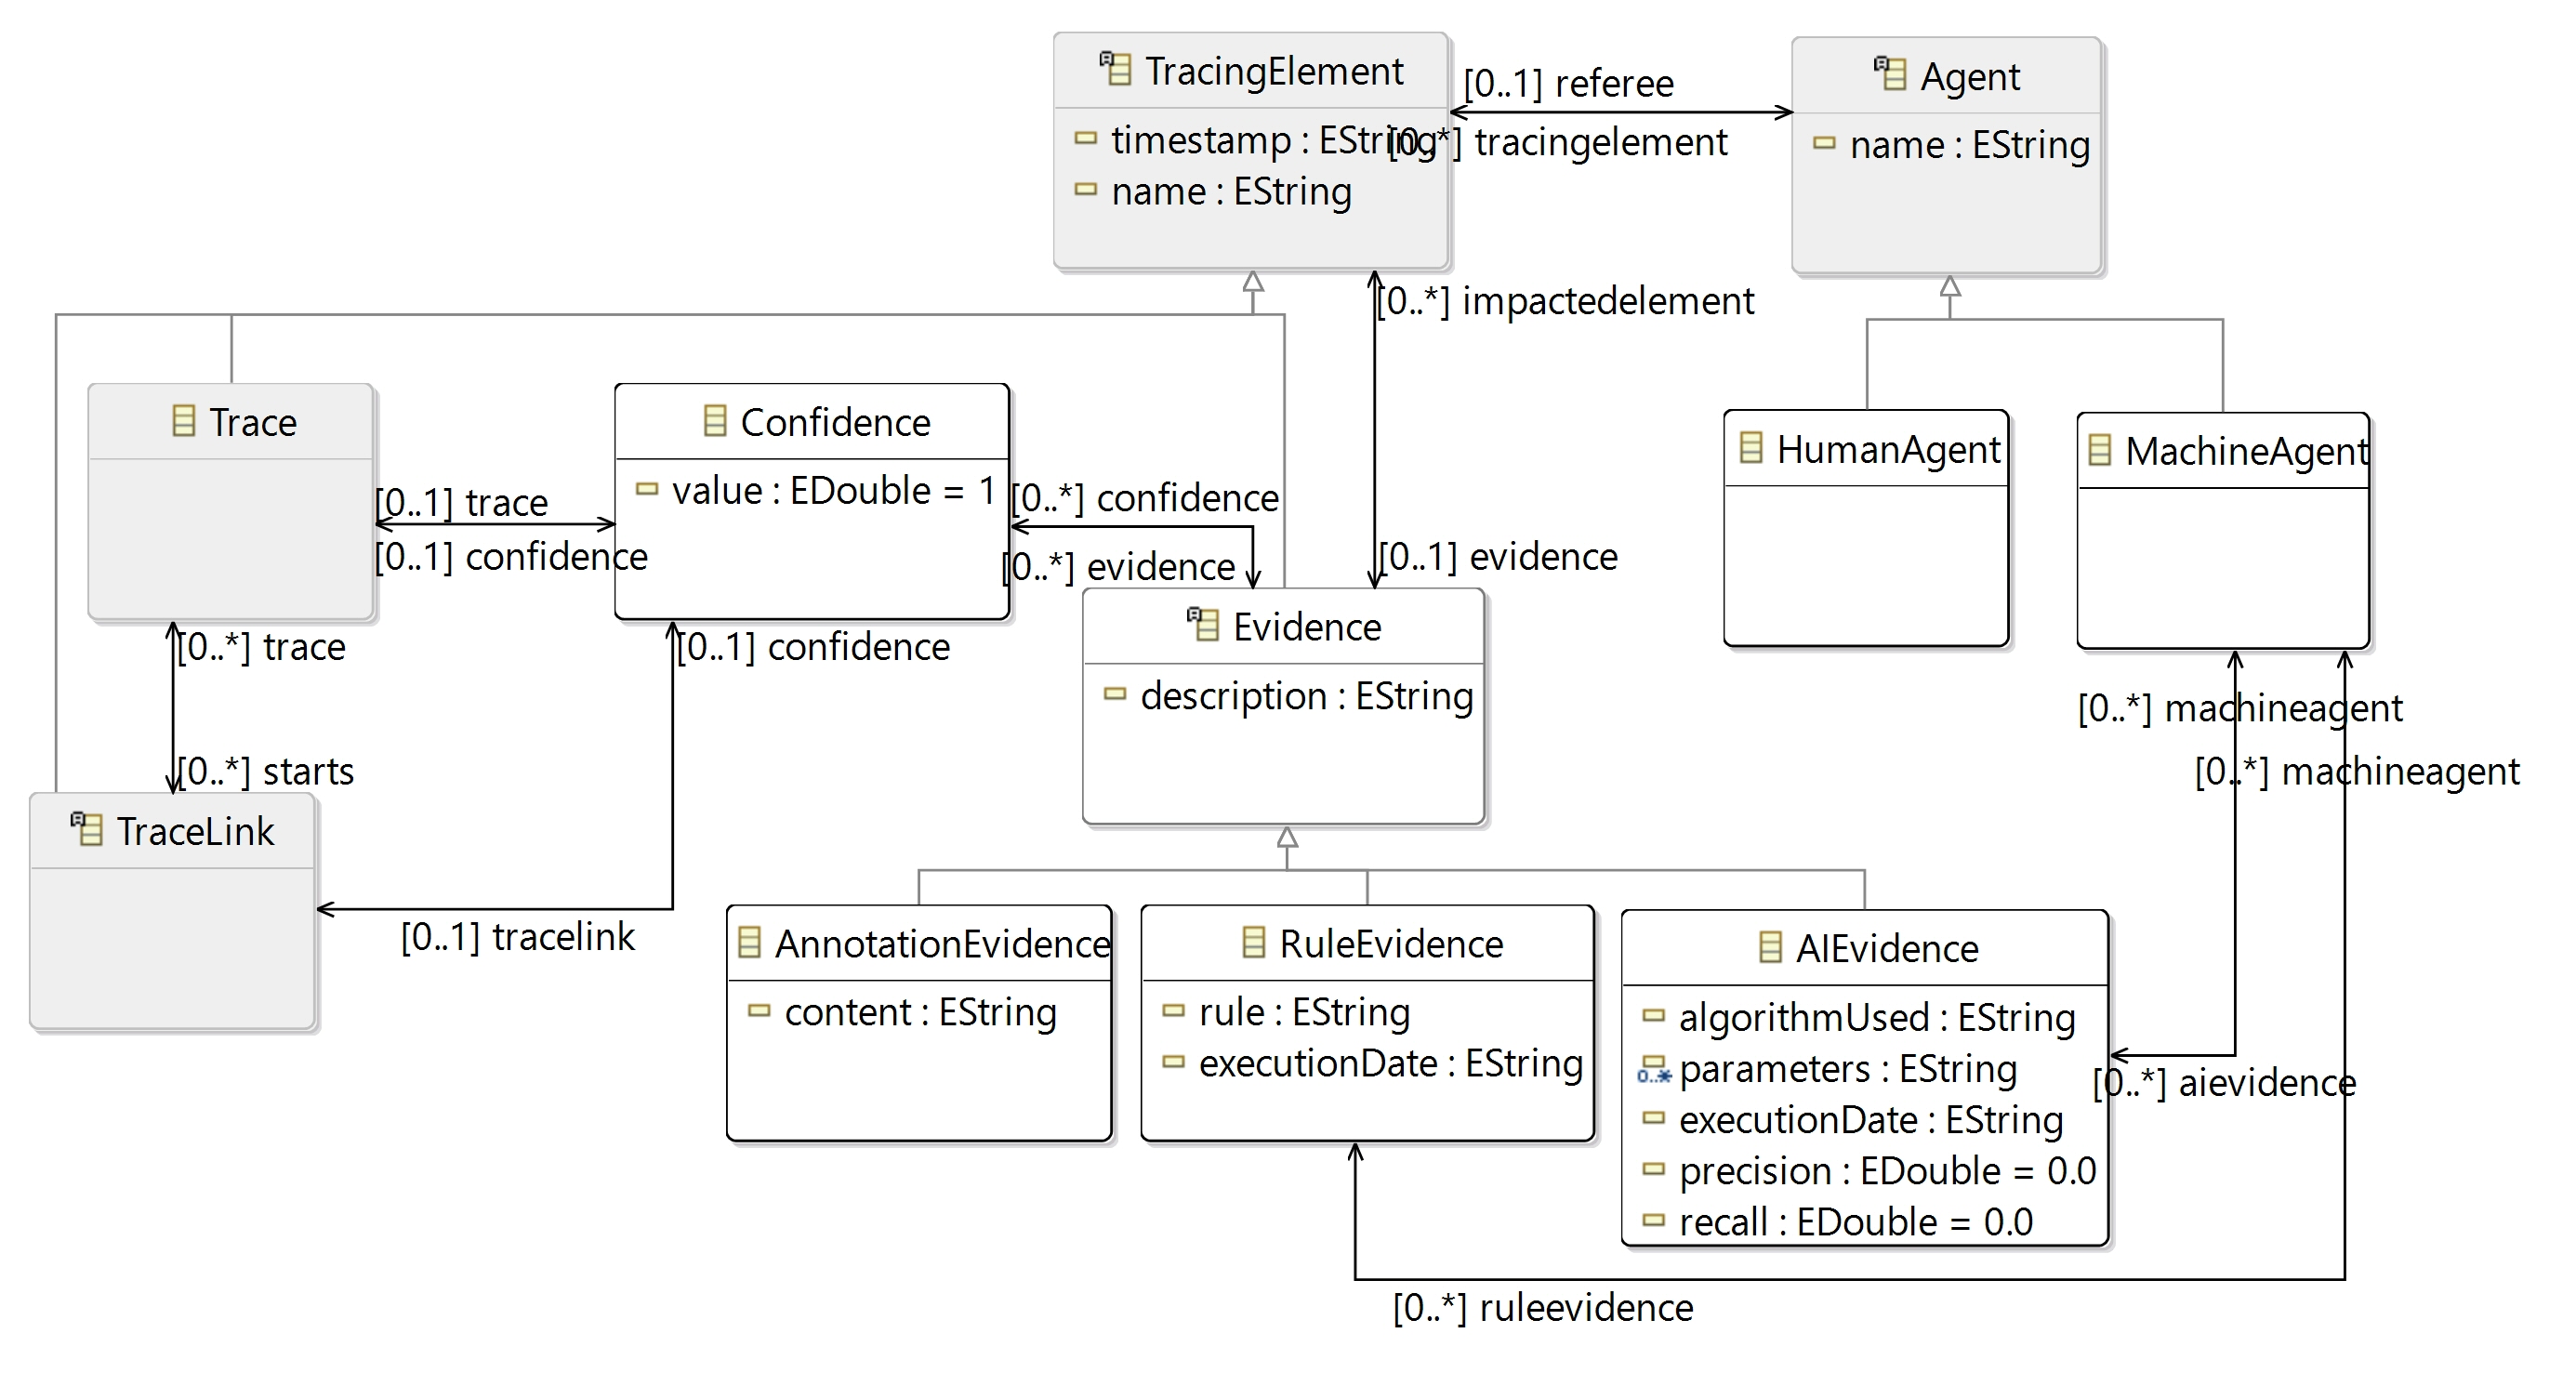 TracingElement
timestamp : EString
name : EString
[0..1] referee
[0..*] tracingelement
Agent
name : EString
[0..*] impactedelement
[0..1] evidence
Trace
[0..1] trace
[0..1] confidence
Confidence
value : EDouble = 1
[0..*] confidence
[0..*] evidence
HumanAgent
MachineAgent
[0..*] trace
[0..*] starts
[0..1] confidence
Evidence
description : EString
[0..*] machineagent
[0..*] machineagent
TraceLink
[0..1] tracelink
AnnotationEvidence
content : EString
RuleEvidence
rule : EString
executionDate : EString
AIEvidence
algorithmUsed : EString
0..* parameters : EString
executionDate : EString
precision : EDouble = 0.0
recall : EDouble = 0.0
[0..*] aievidence
[0..*] ruleevidence